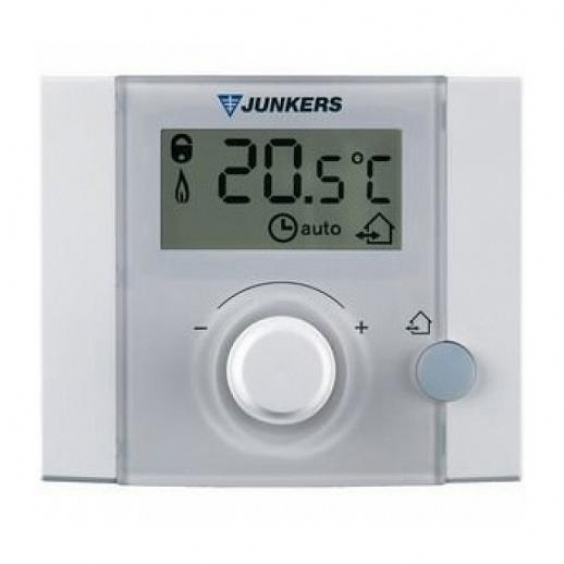 JUNKERS
20.5°C
auto
- +